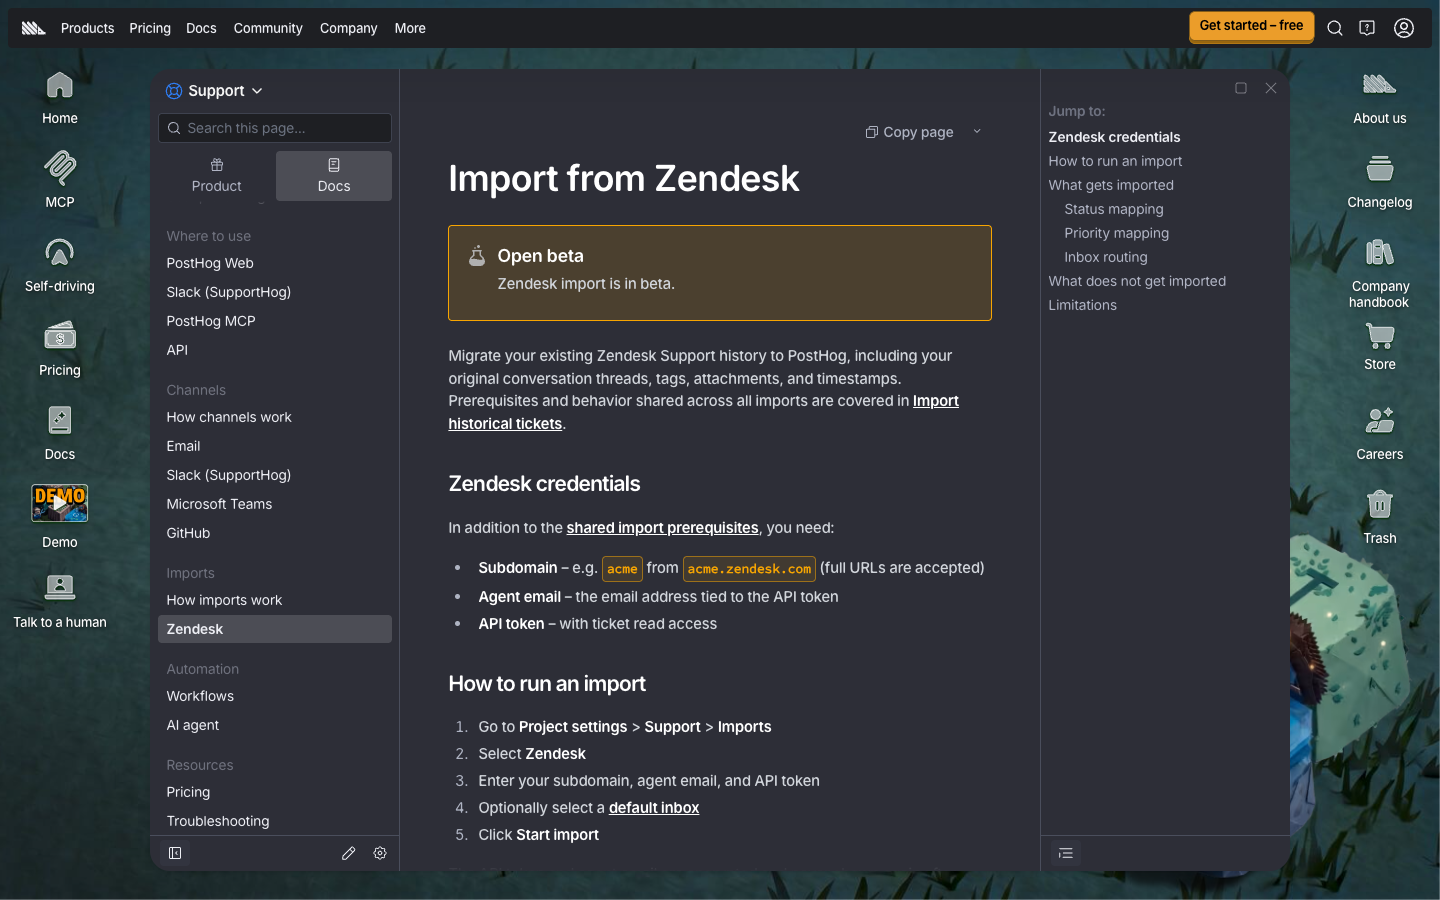 Products
Pricing
Docs
Community
Company
More
Get started – free
Home
MCP
Self-driving
Pricing
Docs
DEMO
Demo
Talk to a human
Support
Search this page...
Product
Docs
Where to use
PostHog Web
Slack (SupportHog)
PostHog MCP
API
Channels
How channels work
Email
Slack (SupportHog)
Microsoft Teams
GitHub
Imports
How imports work
Zendesk
Automation
Workflows
AI agent
Resources
Pricing
Troubleshooting
Copy page
Import from Zendesk
Open beta
Zendesk import is in beta.
Migrate your existing Zendesk Support history to PostHog, including your
original conversation threads, tags, attachments, and timestamps.
Prerequisites and behavior shared across all imports are covered in Import
historical tickets.
Zendesk credentials
In addition to the shared import prerequisites, you need:
• Subdomain – e.g. acme from acme.zendesk.com (full URLs are accepted)
• Agent email – the email address tied to the API token
• API token – with ticket read access
How to run an import
1. Go to Project settings > Support > Imports
2. Select Zendesk
3. Enter your subdomain, agent email, and API token
4. Optionally select a default inbox
5. Click Start import
Jump to:
Zendesk credentials
How to run an import
What gets imported
Status mapping
Priority mapping
Inbox routing
What does not get imported
Limitations
About us
Changelog
Company
handbook
Store
Careers
Trash